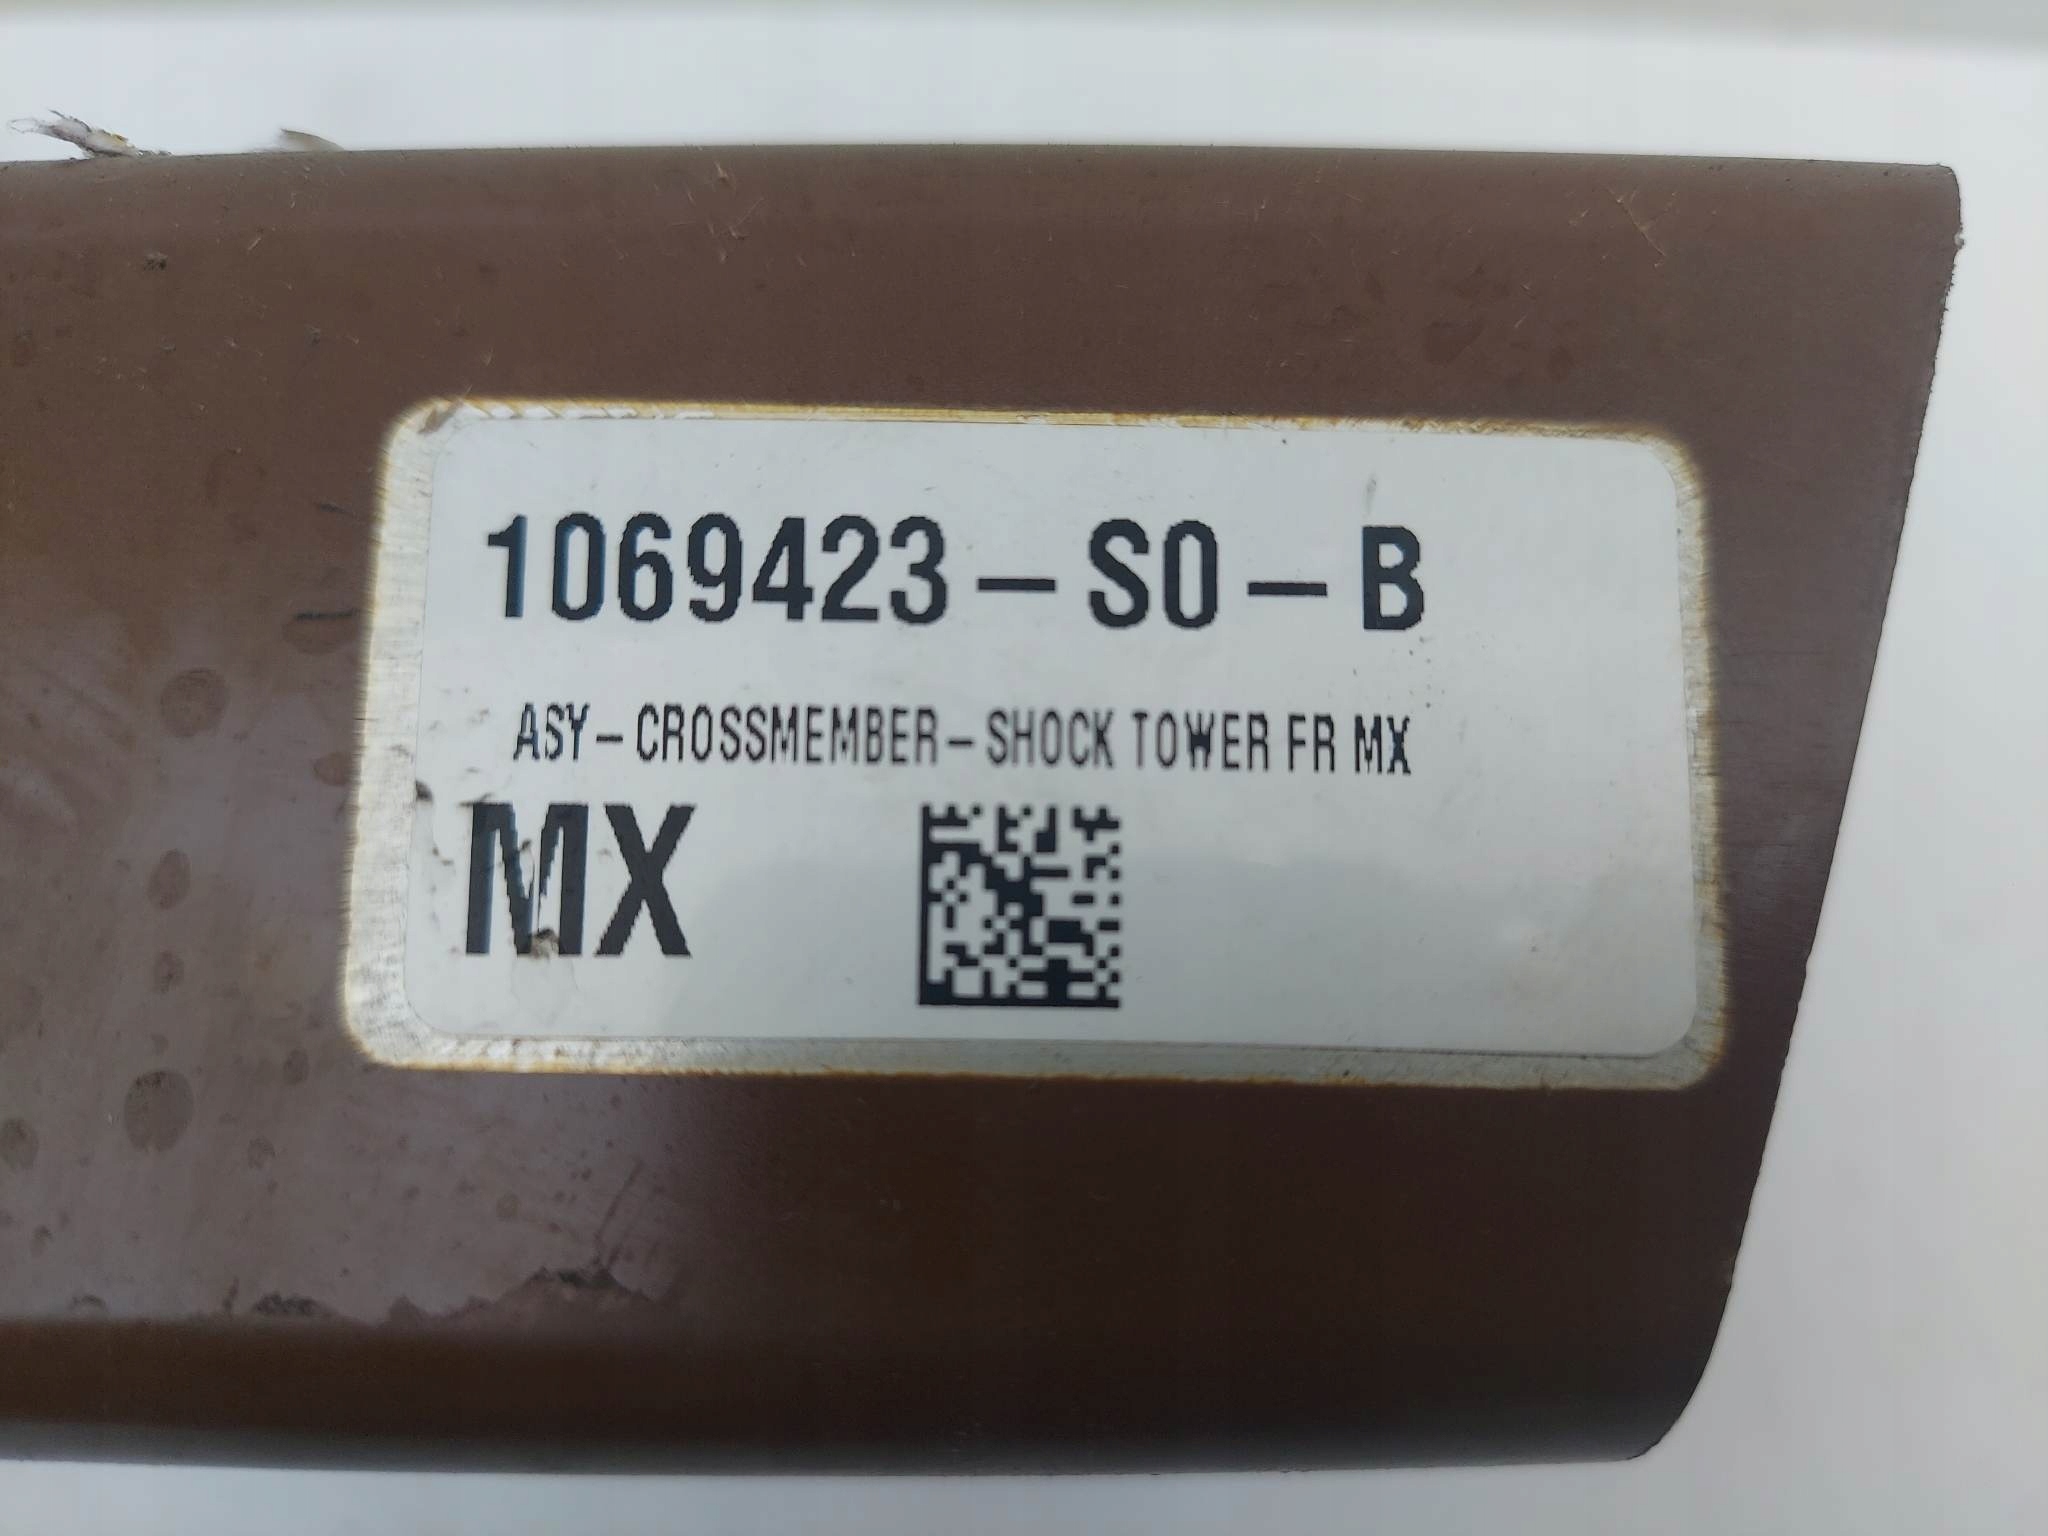 1069423-S0-B
ASY-CROSSMEMBER-SHOCK TOWER FR MX
MX